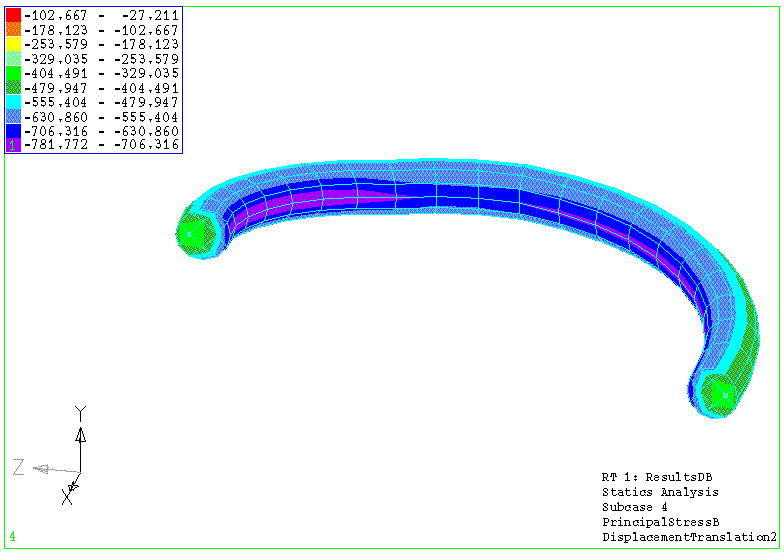 -102.667 - -27.211
-178.123 - -102.667
-253.579 - -178.123
-329.035 - -253.579
-404.491 - -329.035
-479.947 - -404.491
-555.404 - -479.947
-630.860 - -555.404
-706.316 - -630.860
1 -781.772 - -706.316
Y
Z
X
RT 1: ResultsDB
Statics Analysis
Subcase 4
PrincipalStressB
DisplacementTranslation2
4